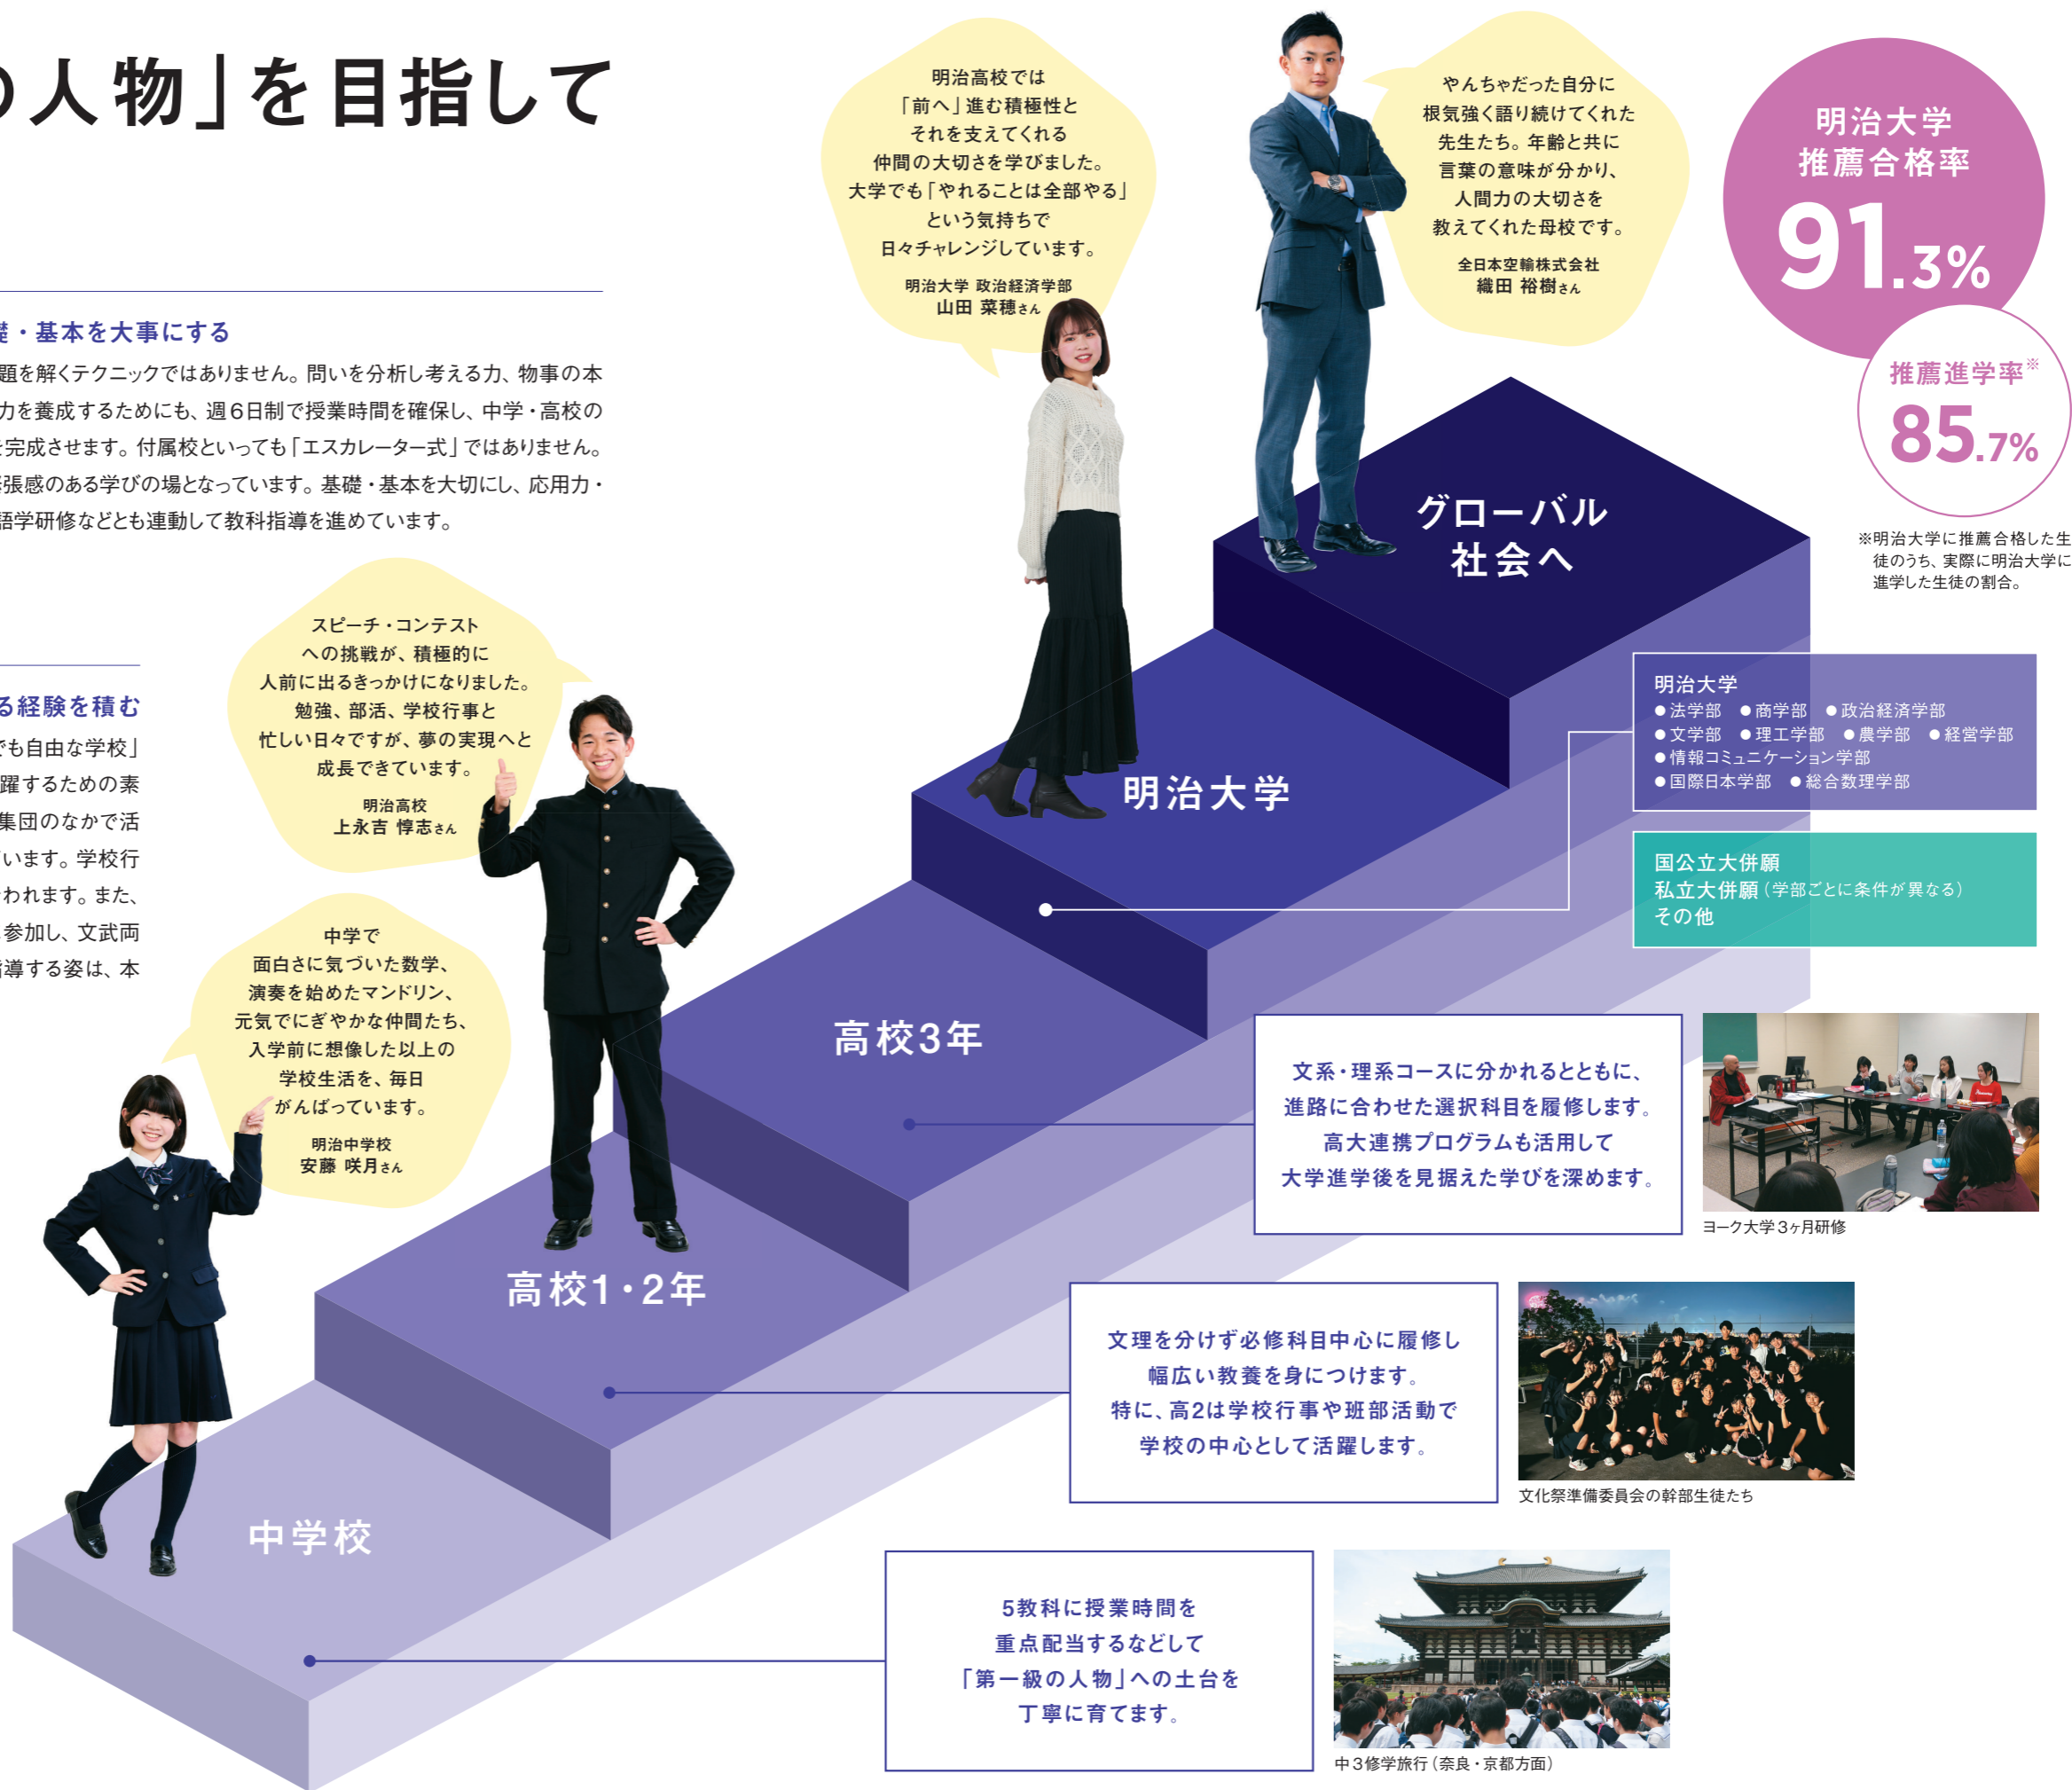 の人物」を目指して
礎・基本を大事にする
題を解くテクニックではありません。問いを分析し考える力、物事の本
力を養成するためにも、週6日制で授業時間を確保し、中学・高校の
を完成させます。付属校といっても「エスカレーター式」ではありません。
張感のある学びの場となっています。基礎・基本を大切にし、応用力・
語学研修などとも連動して教科指導を進めています。
る経験を積む
でも自由な学校」
躍するための素
集団のなかで活
います。学校行
われます。また、
参加し、文武両
指導する姿は、本
明治高校では
「前へ」進む積極性と
それを支えてくれる
仲間の大切さを学びました。
大学でも「やれることは全部やる」
という気持ちで
日々チャレンジしています。
明治大学 政治経済学部
山田 菜穂さん
やんちゃだった自分に
根気強く語り続けてくれた
先生たち。年齢と共に
言葉の意味が分かり、
人間力の大切さを
教えてくれた母校です。
全日本空輸株式会社
織田 裕樹さん
明治大学
推薦合格率
91.3%
推薦進学率※
85.7%
※明治大学に推薦合格した生
徒のうち、実際に明治大学に
進学した生徒の割合。
スピーチ・コンテスト
への挑戦が、積極的に
人前に出るきっかけになりました。
勉強、部活、学校行事と
忙しい日々ですが、夢の実現へと
成長できています。
明治高校
上永吉 惇志さん
中学で
面白さに気づいた数学、
演奏を始めたマンドリン、
元気でにぎやかな仲間たち、
入学前に想像した以上の
学校生活を、毎日
がんばっています。
明治中学校
安藤 咲月さん
グローバル
社会へ
明治大学
高校3年
高校1・2年
中学校
明治大学
●法学部 ●商学部 ●政治経済学部
●文学部 ●理工学部 ●農学部 ●経営学部
●情報コミュニケーション学部
●国際日本学部 ●総合数理学部
国公立大併願
私立大併願（学部ごとに条件が異なる）
その他
文系・理系コースに分かれるとともに、
進路に合わせた選択科目を履修します。
高大連携プログラムも活用して
大学進学後を見据えた学びを深めます。
ヨーク大学3ヶ月研修
文理を分けず必修科目中心に履修し
幅広い教養を身につけます。
特に、高2は学校行事や班部活動で
学校の中心として活躍します。
文化祭準備委員会の幹部生徒たち
5教科に授業時間を
重点配当するなどして
「第一級の人物」への土台を
丁寧に育てます。
中3修学旅行（奈良・京都方面）